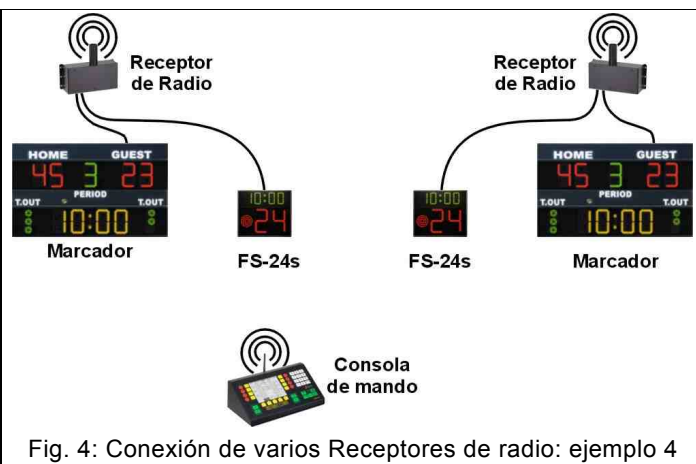 Receptor
de Radio
Receptor
de Radio
HOME GUEST
45 3 23
PERIOD
T.OUT T.OUT
10:00
Marcador
10:00
24
FS-24s
10:00
24
FS-24s
HOME GUEST
45 3 23
PERIOD
T.OUT T.OUT
10:00
Marcador
Consola
de mando
Fig. 4: Conexión de varios Receptores de radio: ejemplo 4